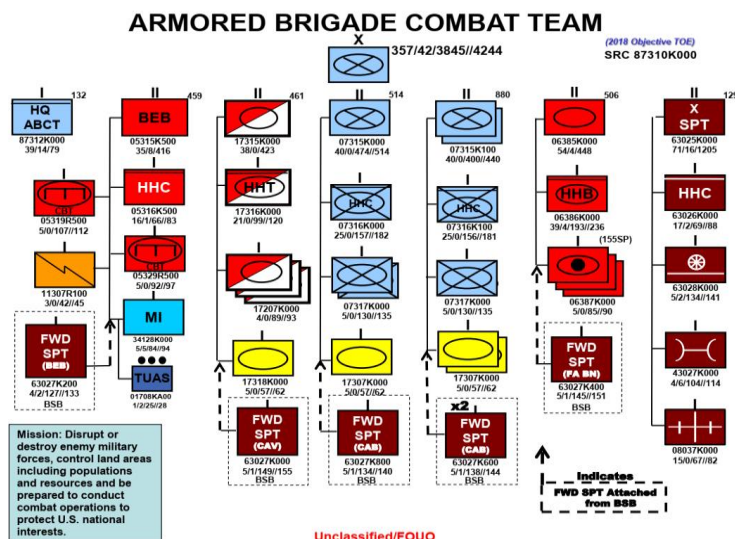 ARMORED BRIGADE COMBAT TEAM
X
357/42/3845//4244
(2018 Objective TOE)
SRC 87310K000
I
132
HQ
ABCT
87312K000
39/14/79
CBT
05319R500
5/0/107//112
11307R100
3/0/42//45
FWD
SPT
(BEB)
63027K200
4/2/127//133
BSB
II
459
BEB
05315K500
35/8/416
HHC
05316K500
16/1/66//83
CBT
05329R500
5/0/92//97
MI
34128K000
5/5/84//94
TUAS
01708KA00
1/2/25//28
II
461
17315K000
38/0/423
HHT
17316K000
21/0/99//120
17207K000
4/0/89//93
17318K000
5/0/57//62
FWD
SPT
(CAV)
63027K000
5/1/149//155
BSB
II
514
07315K000
40/0/474//514
HHC
07316K000
25/0/157//182
07317K000
5/0/130//135
17307K000
5/0/57//62
FWD
SPT
(CAB)
63027K800
5/1/134//140
BSB
II
880
07315K100
40/0/400//440
HHC
07316K100
25/0/156//181
07317K000
5/0/130//135
17307K000
5/0/57//62
x2
FWD
SPT
(CAB)
63027K600
5/1/138//144
BSB
II
506
06385K000
54/4/448
HHB
06386K000
39/4/193//236
(155SP)
06387K000
5/0/85//90
FWD
SPT
(FA BN)
63027K400
5/1/145//151
BSB
II
129
X
SPT
63025K000
71/16/1205
HHC
63026K000
17/2/69//88
63028K000
5/2/134//141
43027K000
4/6/104//114
08037K000
15/0/67//82
Mission: Disrupt or
destroy enemy military
forces, control land areas
including populations
and resources and be
prepared to conduct
combat operations to
protect U.S. national
interests.
Indicates
FWD SPT Attached
from BSB
Unclassified/FOUO